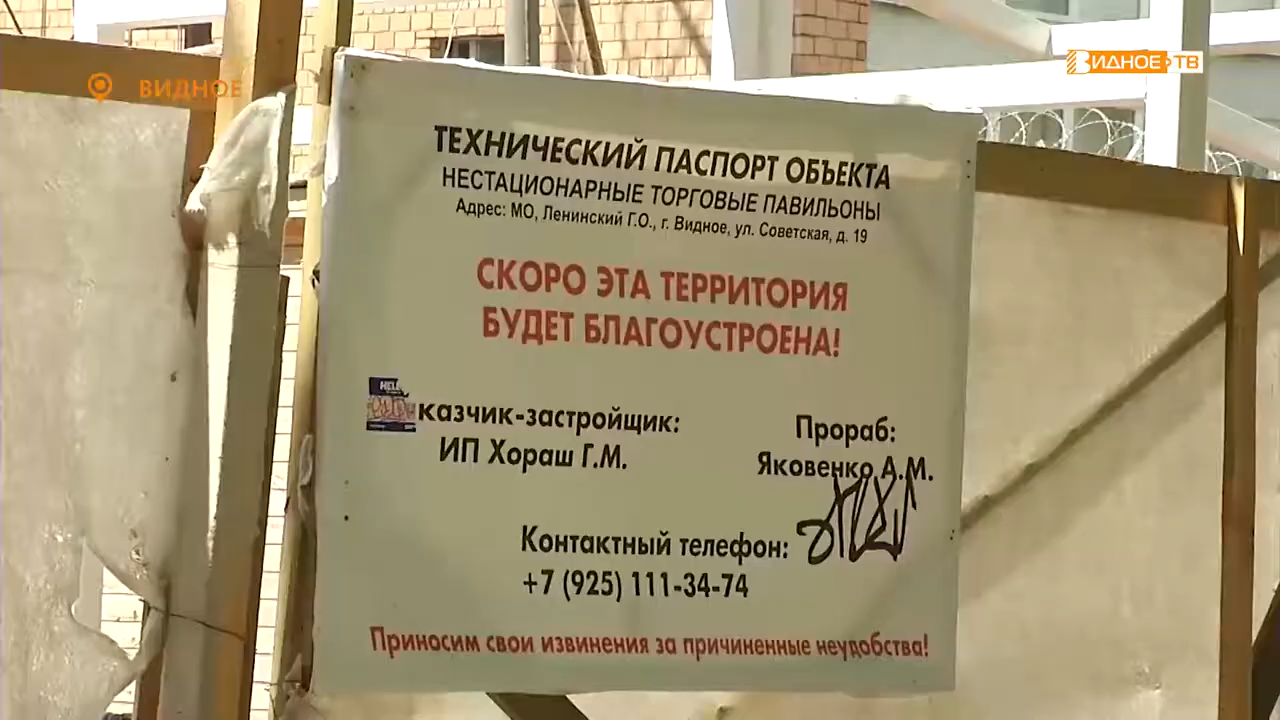 ВИДНОЕ
ВИДНОЕ ТВ
ТЕХНИЧЕСКИЙ ПАСПОРТ ОБЪЕКТА
НЕСТАЦИОНАРНЫЕ ТОРГОВЫЕ ПАВИЛЬОНЫ
Адрес: МО, Ленинский Г.О., г. Видное, ул. Советская, д. 19
СКОРО ЭТА ТЕРРИТОРИЯ
БУДЕТ БЛАГОУСТРОЕНА!
казчик-застройщик:
ИП Хораш Г.М.
Прораб:
Яковенко А.М.
Контактный телефон:
+7 (925) 111-34-74
Приносим свои извинения за причиненные неудобства!